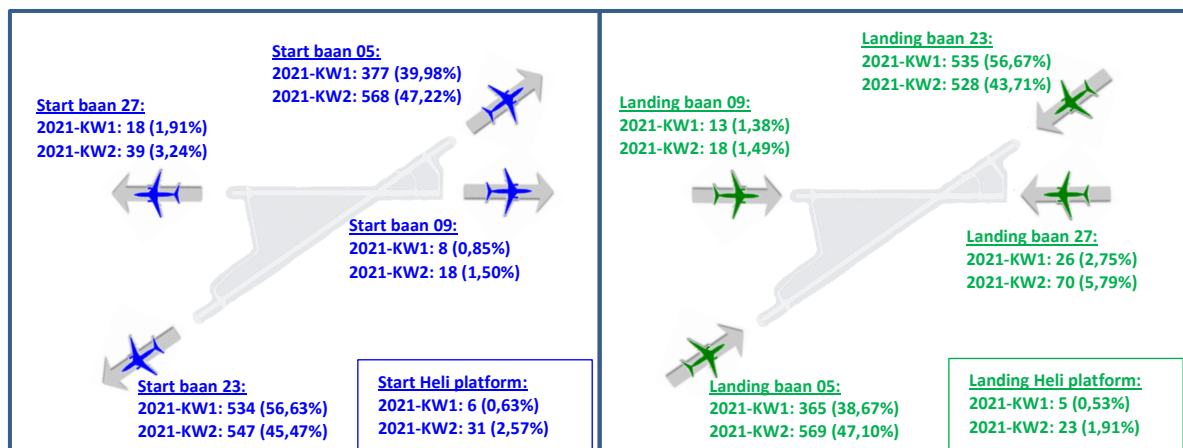 Start baan 05:
2021-KW1: 377 (39,98%)
2021-KW2: 568 (47,22%)
Start baan 27:
2021-KW1: 18 (1,91%)
2021-KW2: 39 (3,24%)
Start baan 09:
2021-KW1: 8 (0,85%)
2021-KW2: 18 (1,50%)
Start baan 23:
2021-KW1: 534 (56,63%)
2021-KW2: 547 (45,47%)
Start Heli platform:
2021-KW1: 6 (0,63%)
2021-KW2: 31 (2,57%)
Landing baan 23:
2021-KW1: 535 (56,67%)
2021-KW2: 528 (43,71%)
Landing baan 09:
2021-KW1: 13 (1,38%)
2021-KW2: 18 (1,49%)
Landing baan 27:
2021-KW1: 26 (2,75%)
2021-KW2: 70 (5,79%)
Landing baan 05:
2021-KW1: 365 (38,67%)
2021-KW2: 569 (47,10%)
Landing Heli platform:
2021-KW1: 5 (0,53%)
2021-KW2: 23 (1,91%)